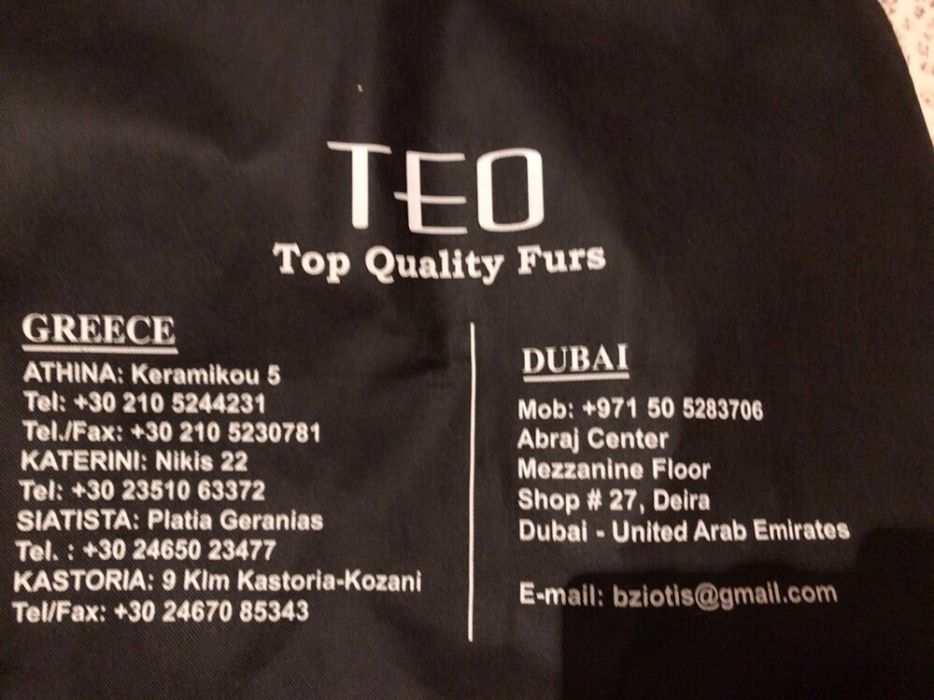 TEO
Top Quality Furs
GREECE
ATHINA: Keramikou 5
Tel: +30 210 5244231
Tel./Fax: +30 210 5230781
KATERINI: Nikis 22
Tel: +30 23510 63372
SIATISTA: Platia Geranias
Tel. : +30 24650 23477
KASTORIA: 9 Klm Kastoria-Kozani
Tel/Fax: +30 24670 85343
DUBAI
Mob: +971 50 5283706
Abraj Center
Mezzanine Floor
Shop # 27, Deira
Dubai - United Arab Emirates
E-mail: bziotis@gmail.com